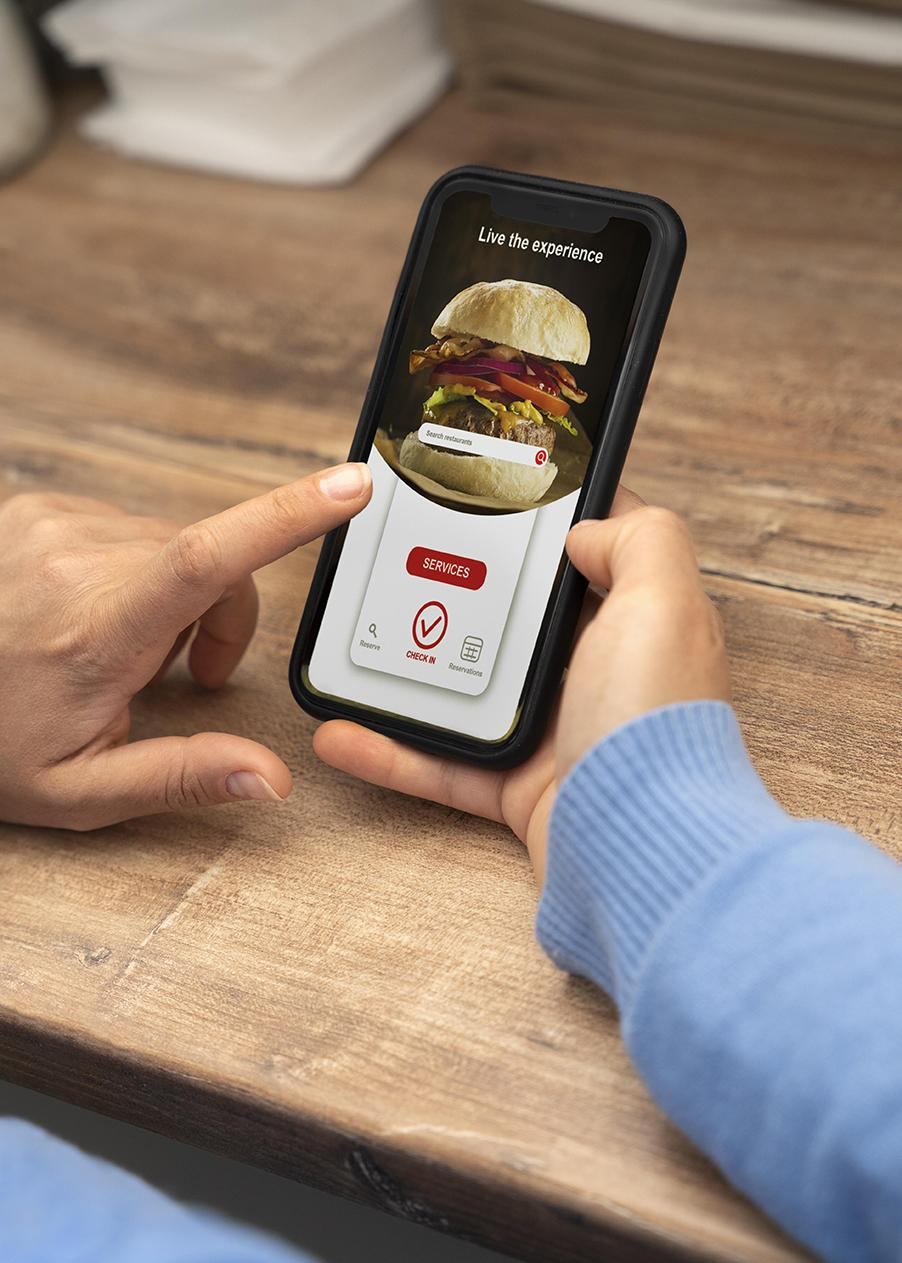 Live the experience
Search restaurants
SERVICES
Reserve
CHECK IN
Reservations